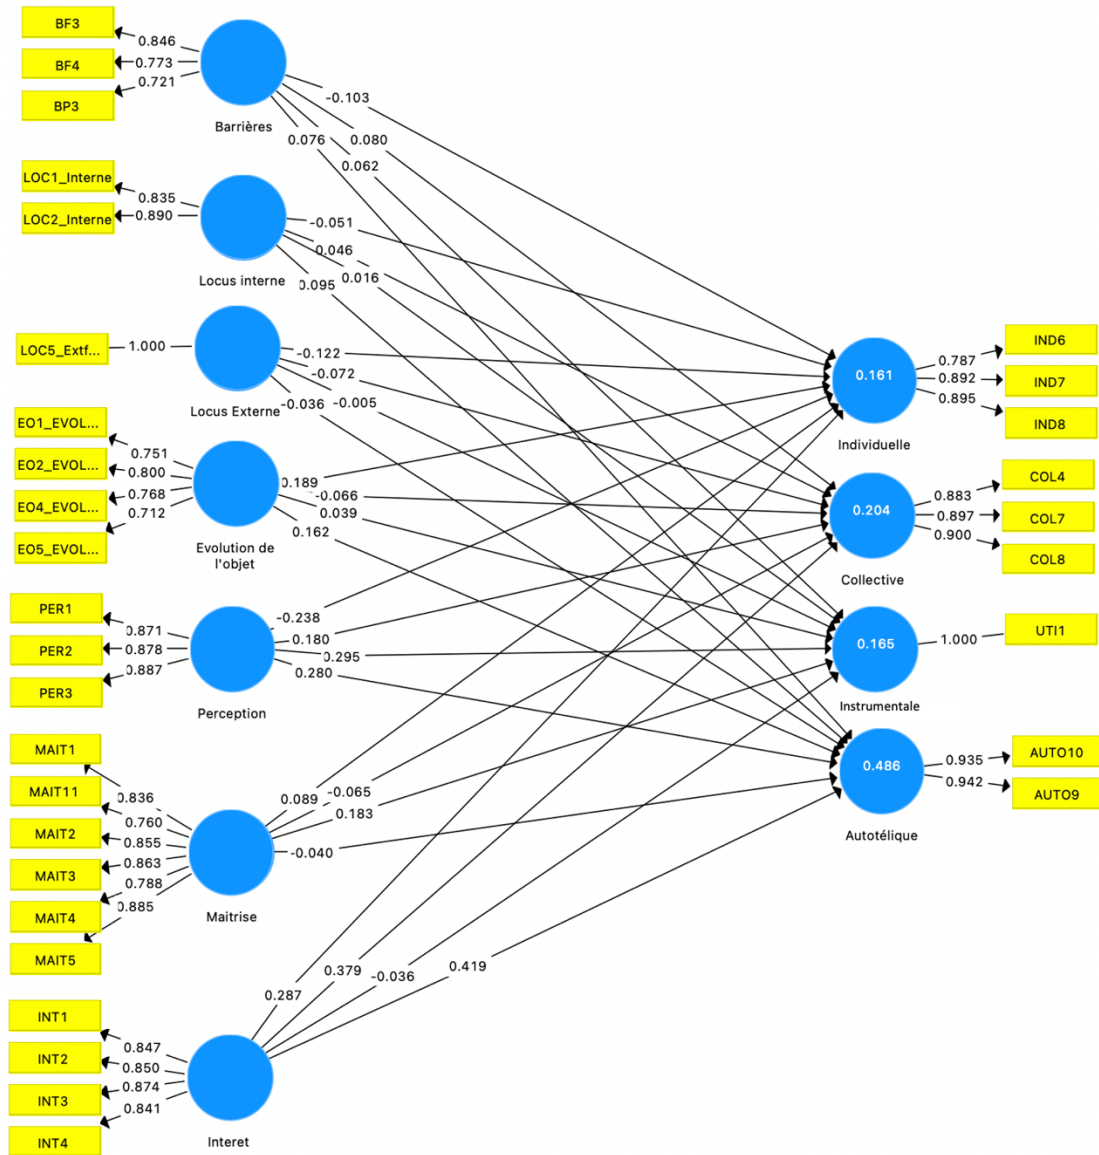 BF3
0.846
BF4
0.773
0.721
BP3
Barrières
-0.103
0.076
0.080
0.062
LOC1_Interne
0.835
LOC2_Interne
0.890
Locus interne
-0.051
0.046
0.095
0.016
LOC5_Extf...
1.000
Locus Externe
-0.122
-0.072
-0.036
-0.005
EO1_EVOL...
0.751
EO2_EVOL...
0.800
EO4_EVOL...
0.768
0.712
EO5_EVOL...
Evolution de
l'objet
0.189
-0.066
0.039
0.162
PER1
0.871
PER2
0.878
0.887
PER3
Perception
-0.238
0.180
0.295
0.280
MAIT1
MAIT11
0.836
0.760
MAIT2
0.855
MAIT3
0.863
0.788
MAIT4
0.885
MAIT5
Maitrise
0.089
-0.065
0.183
-0.040
INT1
0.847
INT2
0.850
0.874
INT3
0.841
INT4
Interet
0.287
0.379
-0.036
0.419
0.161
Individuelle
0.787
IND6
0.892
IND7
0.895
IND8
0.204
Collective
0.883
COL4
0.897
COL7
0.900
COL8
0.165
Instrumentale
1.000
UTI1
0.486
Autotélique
0.935
AUTO10
0.942
AUTO9